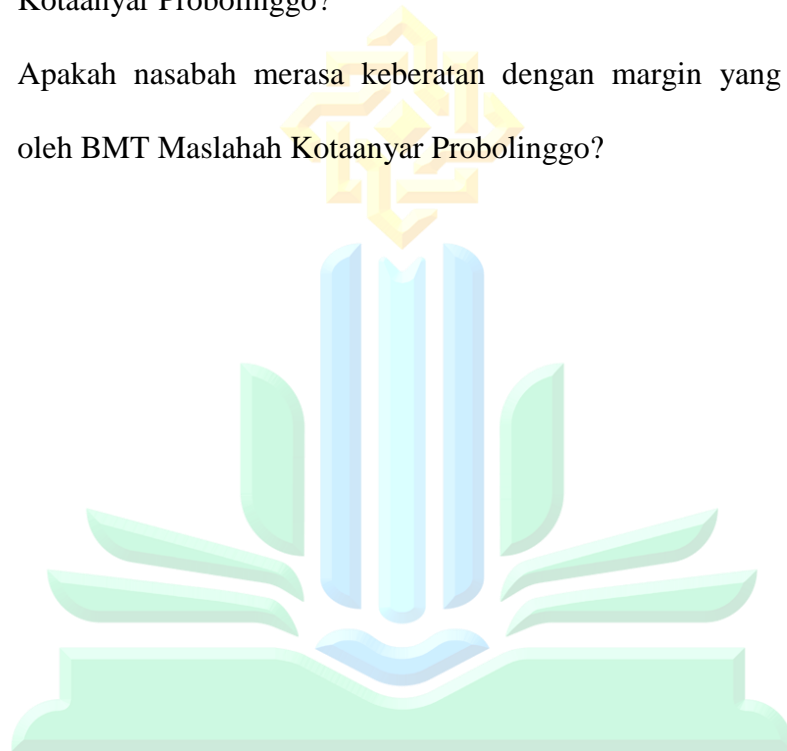 Kotaanyar Probolinggo?
Apakah nasabah merasa keberatan dengan margin yang
oleh BMT Maslahah Kotaanyar Probolinggo?